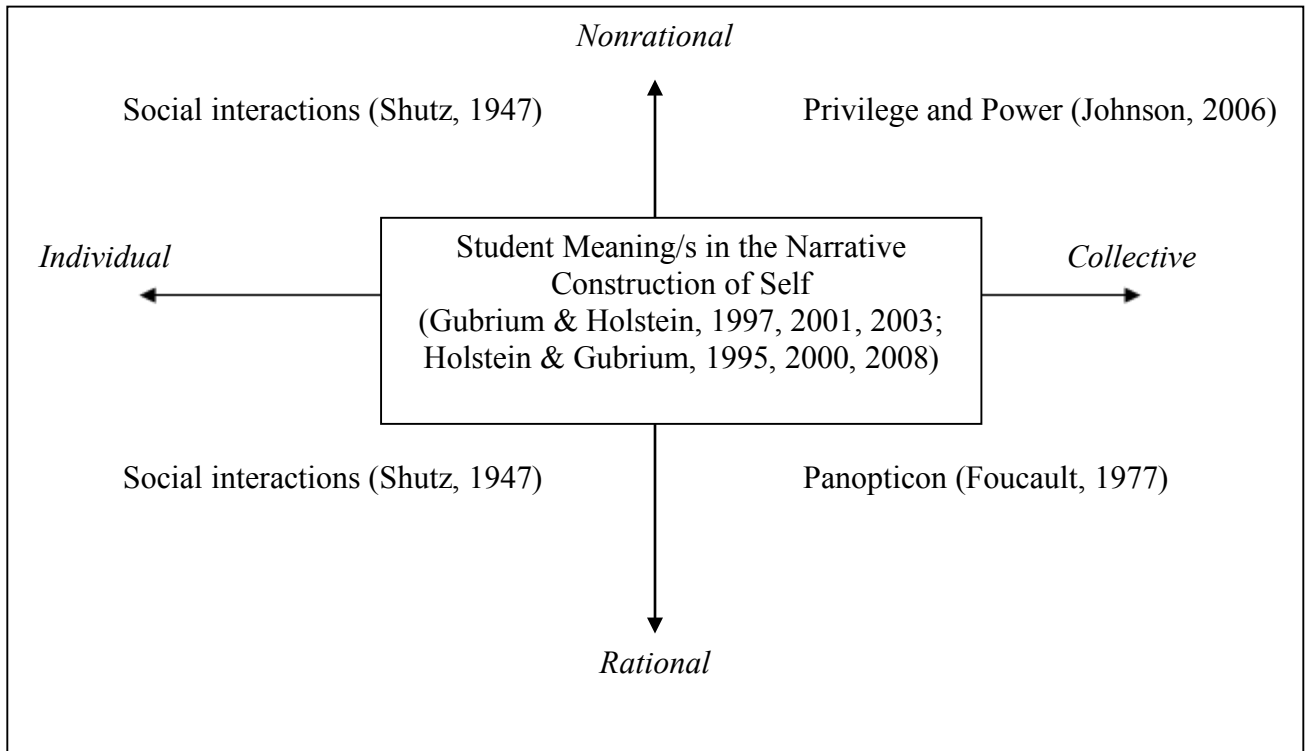 Nonrational
Social interactions (Shutz, 1947)
Privilege and Power (Johnson, 2006)
Individual
Student Meaning/s in the Narrative
Construction of Self
(Gubrium & Holstein, 1997, 2001, 2003;
Holstein & Gubrium, 1995, 2000, 2008)
Collective
Social interactions (Shutz, 1947)
Panopticon (Foucault, 1977)
Rational